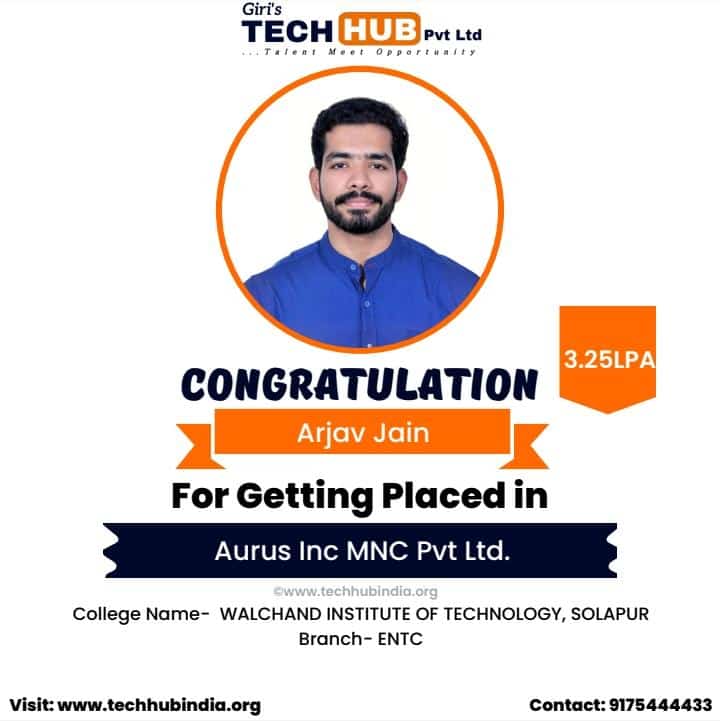 Giri's
TECH HUB Pvt Ltd
...Talent Meet Opportunity
3.25LPA
CONGRATULATION
Arjav Jain
For Getting Placed in
Aurus Inc MNC Pvt Ltd.
©www.techhubindia.org
College Name- WALCHAND INSTITUTE OF TECHNOLOGY, SOLAPUR
Branch- ENTC
Visit: www.techhubindia.org
Contact: 9175444433